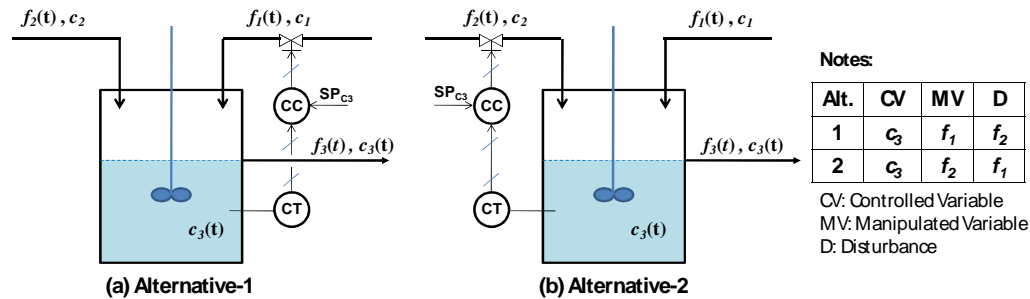 f₂(t) , c₂
f₁(t) , c₁
CC
SP_C3
f₃(t) , c₃(t)
CT
c₃(t)
(a) Alternative-1
f₂(t) , c₂
f₁(t) , c₁
SP_C3
CC
f₃(t) , c₃(t)
CT
c₃(t)
(b) Alternative-2
Notes:
Alt. CV MV D
1 c₃ f₁ f₂
2 c₃ f₂ f₁
CV: Controlled Variable
MV: Manipulated Variable
D: Disturbance